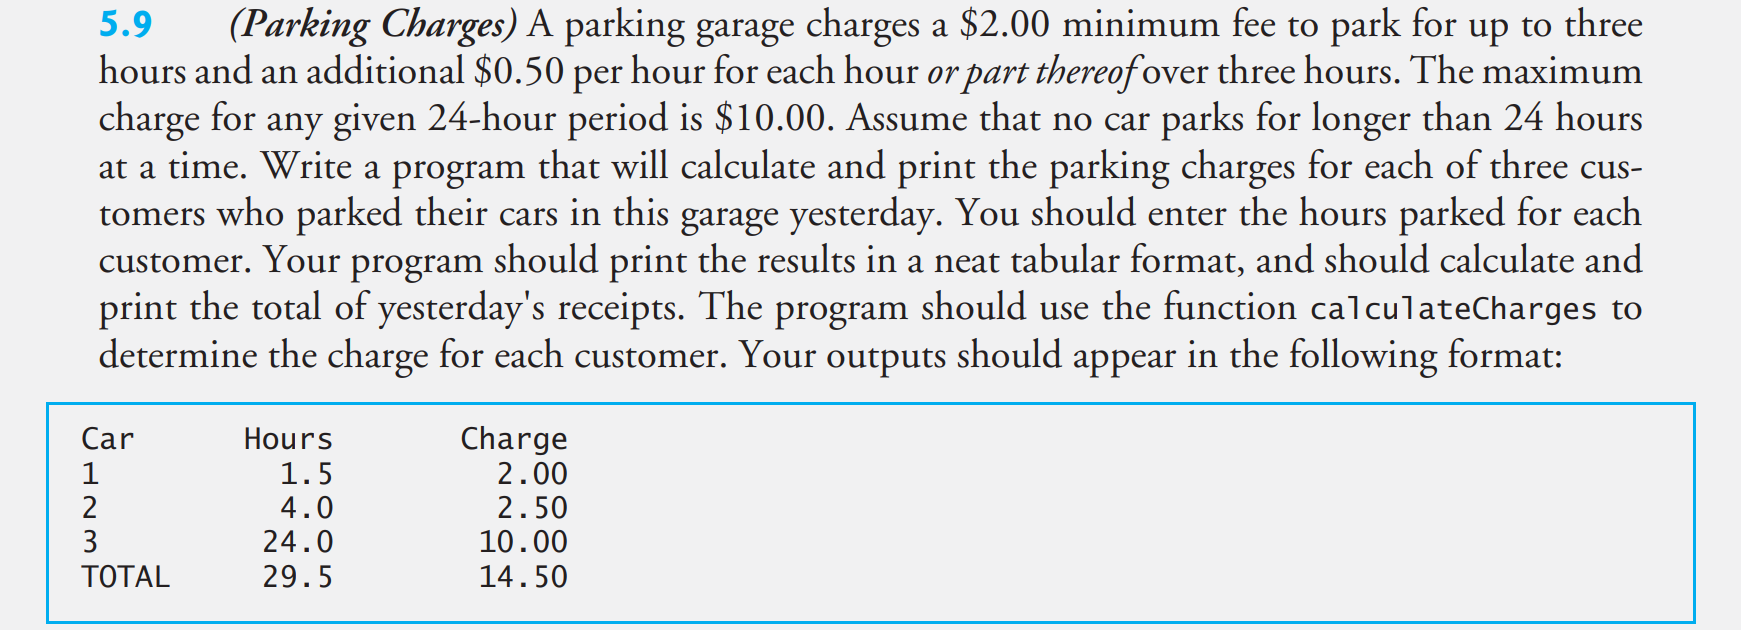 5.9 (Parking Charges) A parking garage charges a $2.00 minimum fee to park for up to three
hours and an additional $0.50 per hour for each hour or part thereof over three hours. The maximum
charge for any given 24-hour period is $10.00. Assume that no car parks for longer than 24 hours
at a time. Write a program that will calculate and print the parking charges for each of three cus-
tomers who parked their cars in this garage yesterday. You should enter the hours parked for each
customer. Your program should print the results in a neat tabular format, and should calculate and
print the total of yesterday's receipts. The program should use the function calculateCharges to
determine the charge for each customer. Your outputs should appear in the following format:
Car Hours Charge
1 1.5 2.00
2 4.0 2.50
3 24.0 10.00
TOTAL 29.5 14.50